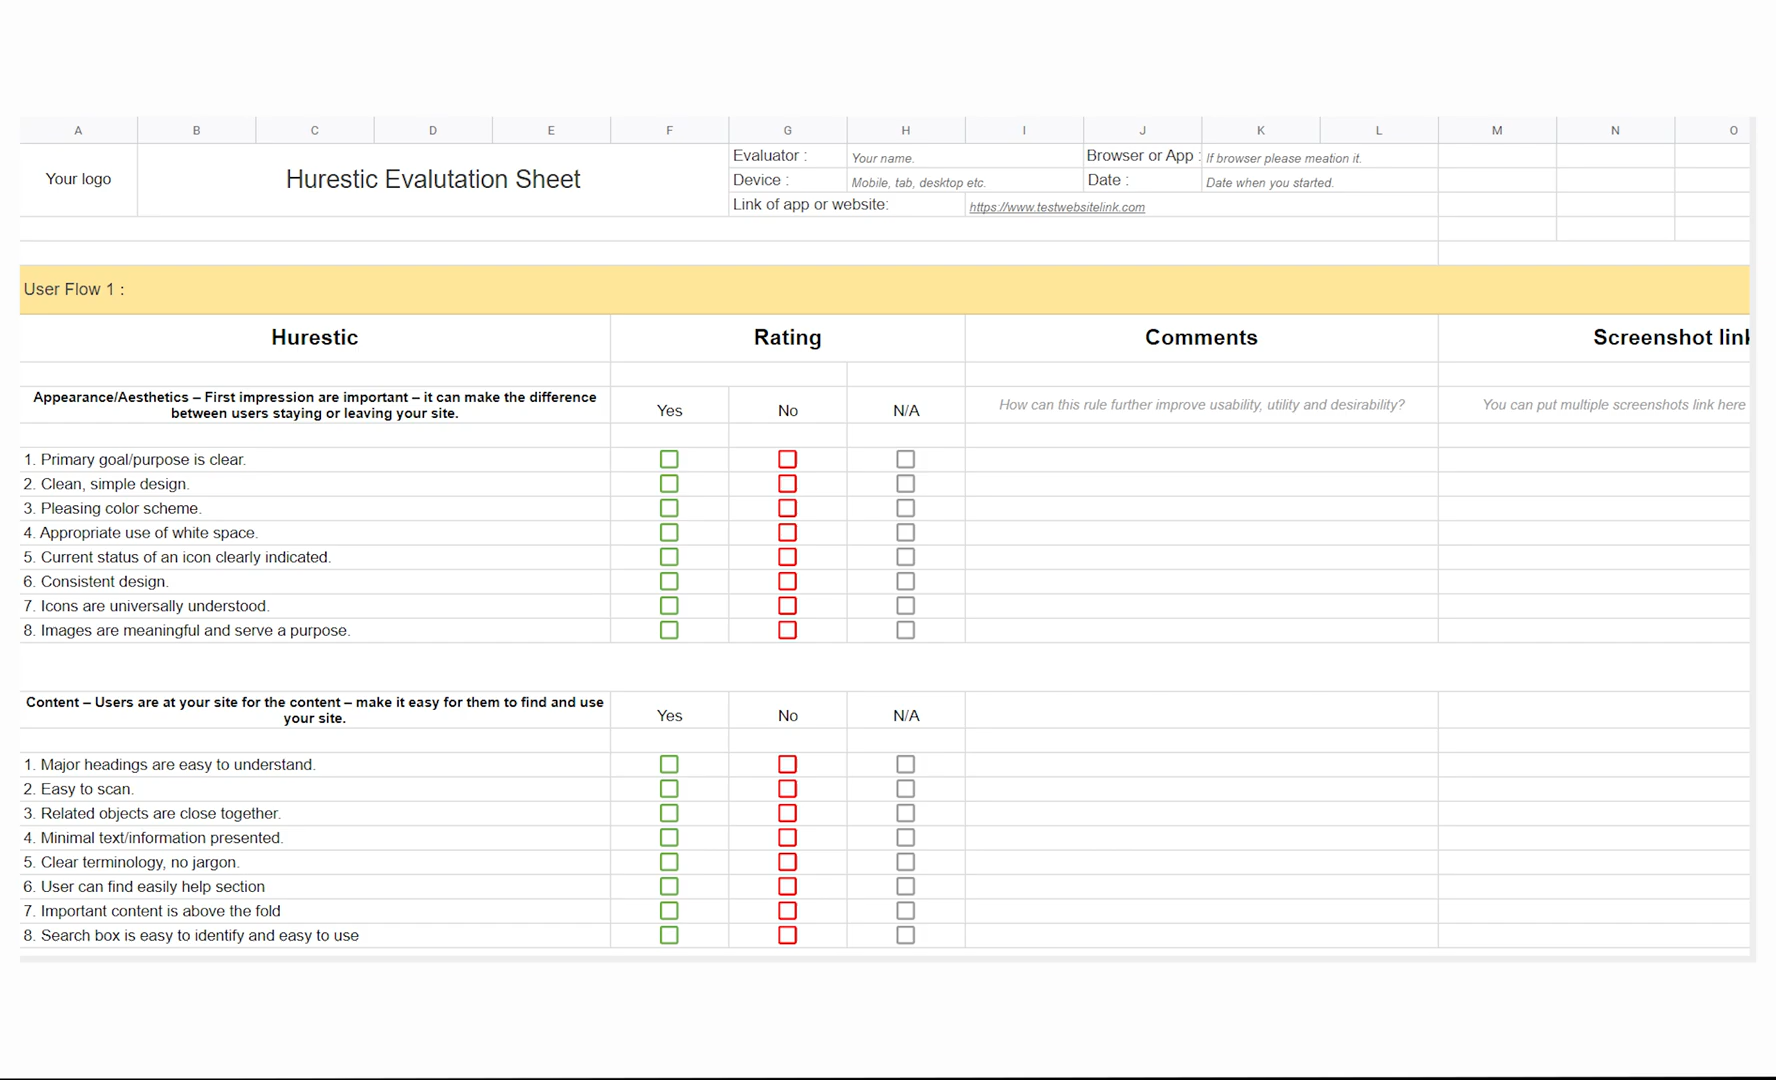 A B C D E F G H I J K L M N O
Your logo
Hurestic Evalutation Sheet
Evaluator : Your name. Browser or App : If browser please meation it.
Device : Mobile, tab, desktop etc. Date : Date when you started.
Link of app or website: https://www.testwebsitelink.com
User Flow 1 :
Hurestic Rating Comments Screenshot link
Appearance/Aesthetics – First impression are important – it can make the difference
between users staying or leaving your site.
Yes No N/A How can this rule further improve usability, utility and desirability? You can put multiple screenshots link here
1. Primary goal/purpose is clear.
2. Clean, simple design.
3. Pleasing color scheme.
4. Appropriate use of white space.
5. Current status of an icon clearly indicated.
6. Consistent design.
7. Icons are universally understood.
8. Images are meaningful and serve a purpose.
Content – Users are at your site for the content – make it easy for them to find and use
your site.
Yes No N/A
1. Major headings are easy to understand.
2. Easy to scan.
3. Related objects are close together.
4. Minimal text/information presented.
5. Clear terminology, no jargon.
6. User can find easily help section
7. Important content is above the fold
8. Search box is easy to identify and easy to use